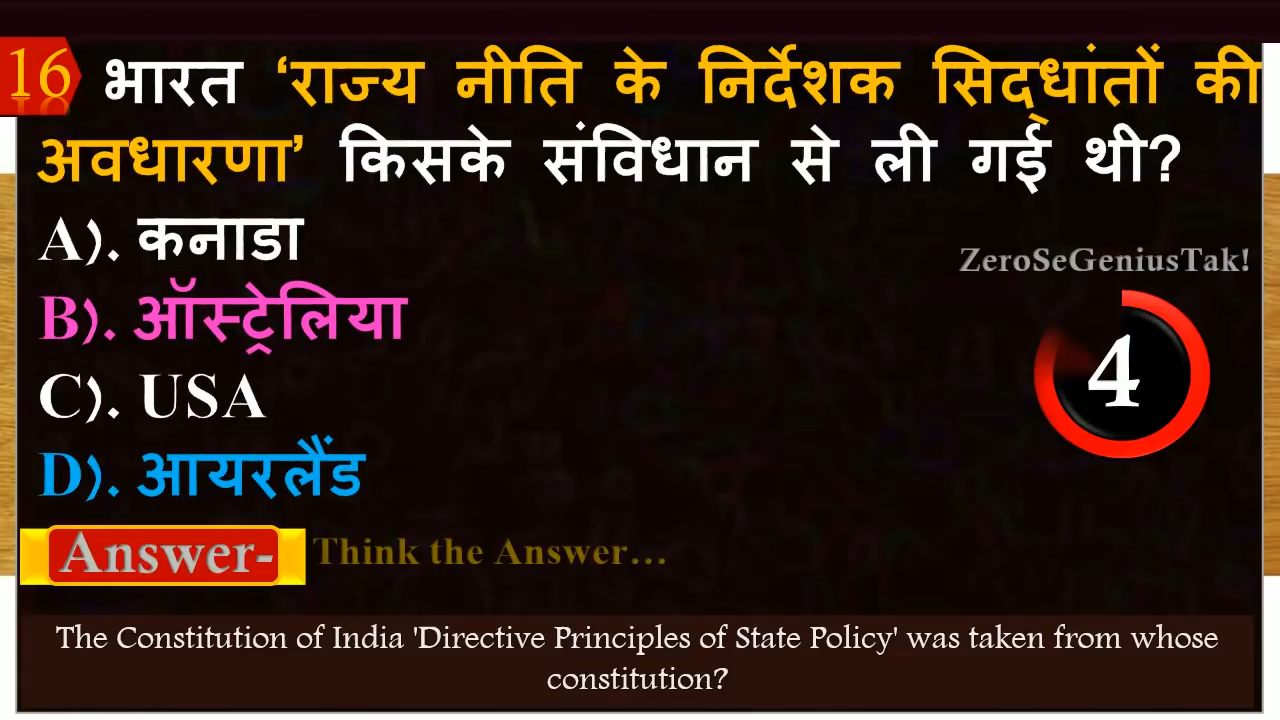 16 भारत ‘राज्य नीति के निर्देशक सिद्धांतों की
अवधारणा’ किसके संविधान से ली गई थी?
A). कनाडा
ZeroSeGeniusTak!
B). ऑस्ट्रेलिया
4
C). USA
D). आयरलैंड
Answer- Think the Answer...
The Constitution of India 'Directive Principles of State Policy' was taken from whose
constitution?